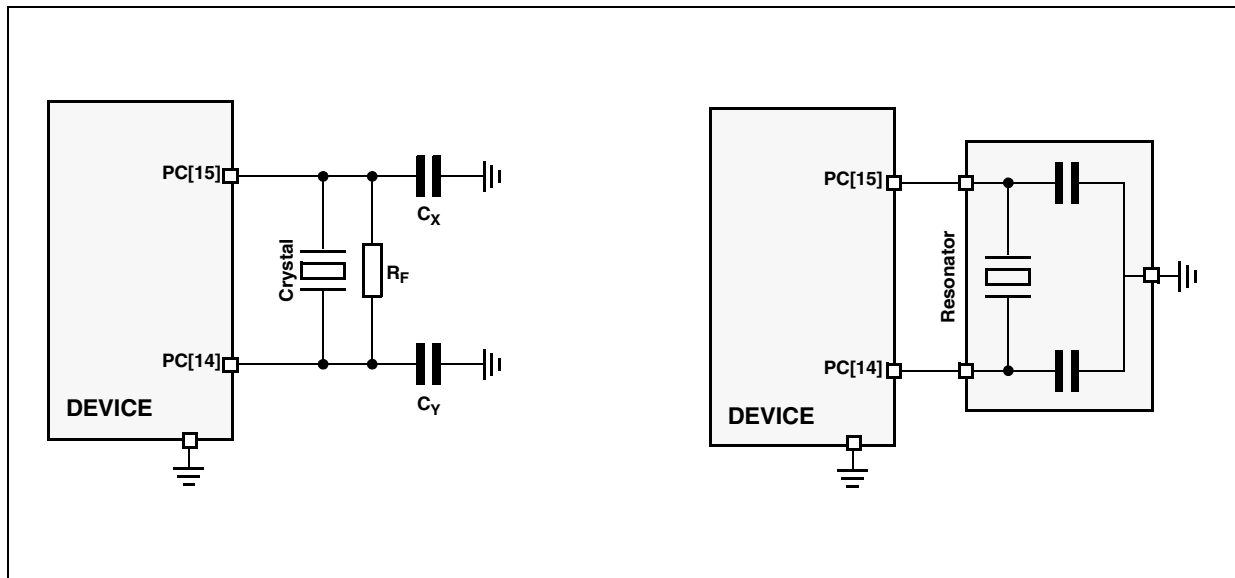 PC[15]
C_X
Crystal
R_F
PC[14]
C_Y
DEVICE
PC[15]
Resonator
PC[14]
DEVICE